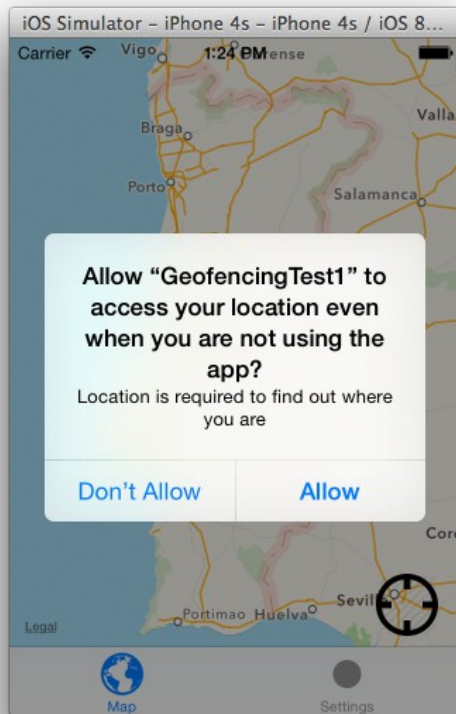 iOS Simulator – iPhone 4s – iPhone 4s / iOS 8...
Carrier 1:24 PM
Vigo
Braga
Porto
Valla
Salamanca
Allow “GeofencingTest1” to
access your location even
when you are not using the
app?
Location is required to find out where
you are
Don’t Allow Allow
Cor
Sevill
Portimao Huelva
Legal
Map Settings